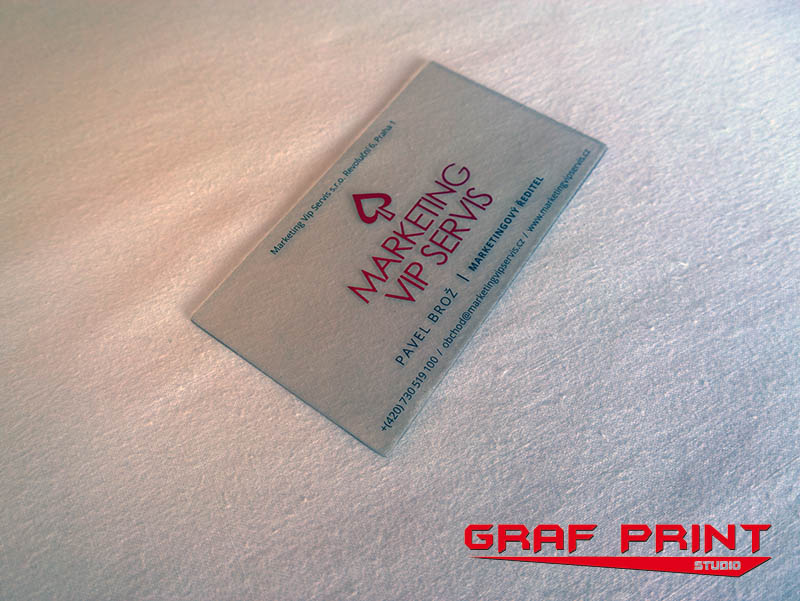 Marketing Vip Servis s.r.o. Revoluční 6, Praha 1
MARKETING
VIP SERVIS
PAVEL BROŽ | MARKETINGOVÝ ŘEDITEL
+(420) 730 519 100 / obchod@marketingvipservis.cz / www.marketingvipservis.cz
GRAF PRINT
STUDIO